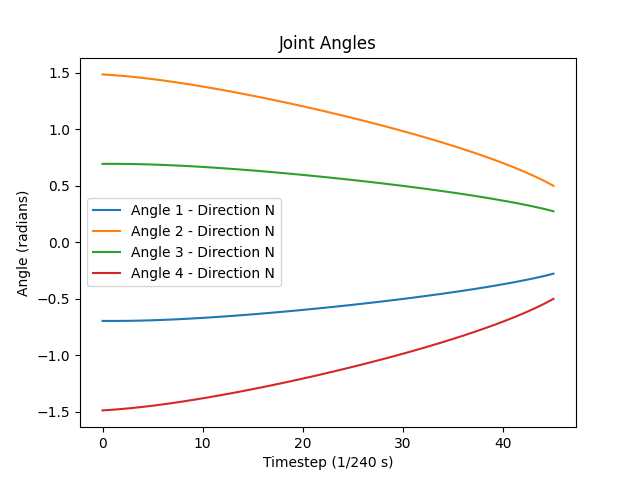 Joint Angles
Angle (radians)
1.5
1.0
0.5
0.0
−0.5
−1.0
−1.5
Angle 1 - Direction N
Angle 2 - Direction N
Angle 3 - Direction N
Angle 4 - Direction N
0 10 20 30 40
Timestep (1/240 s)